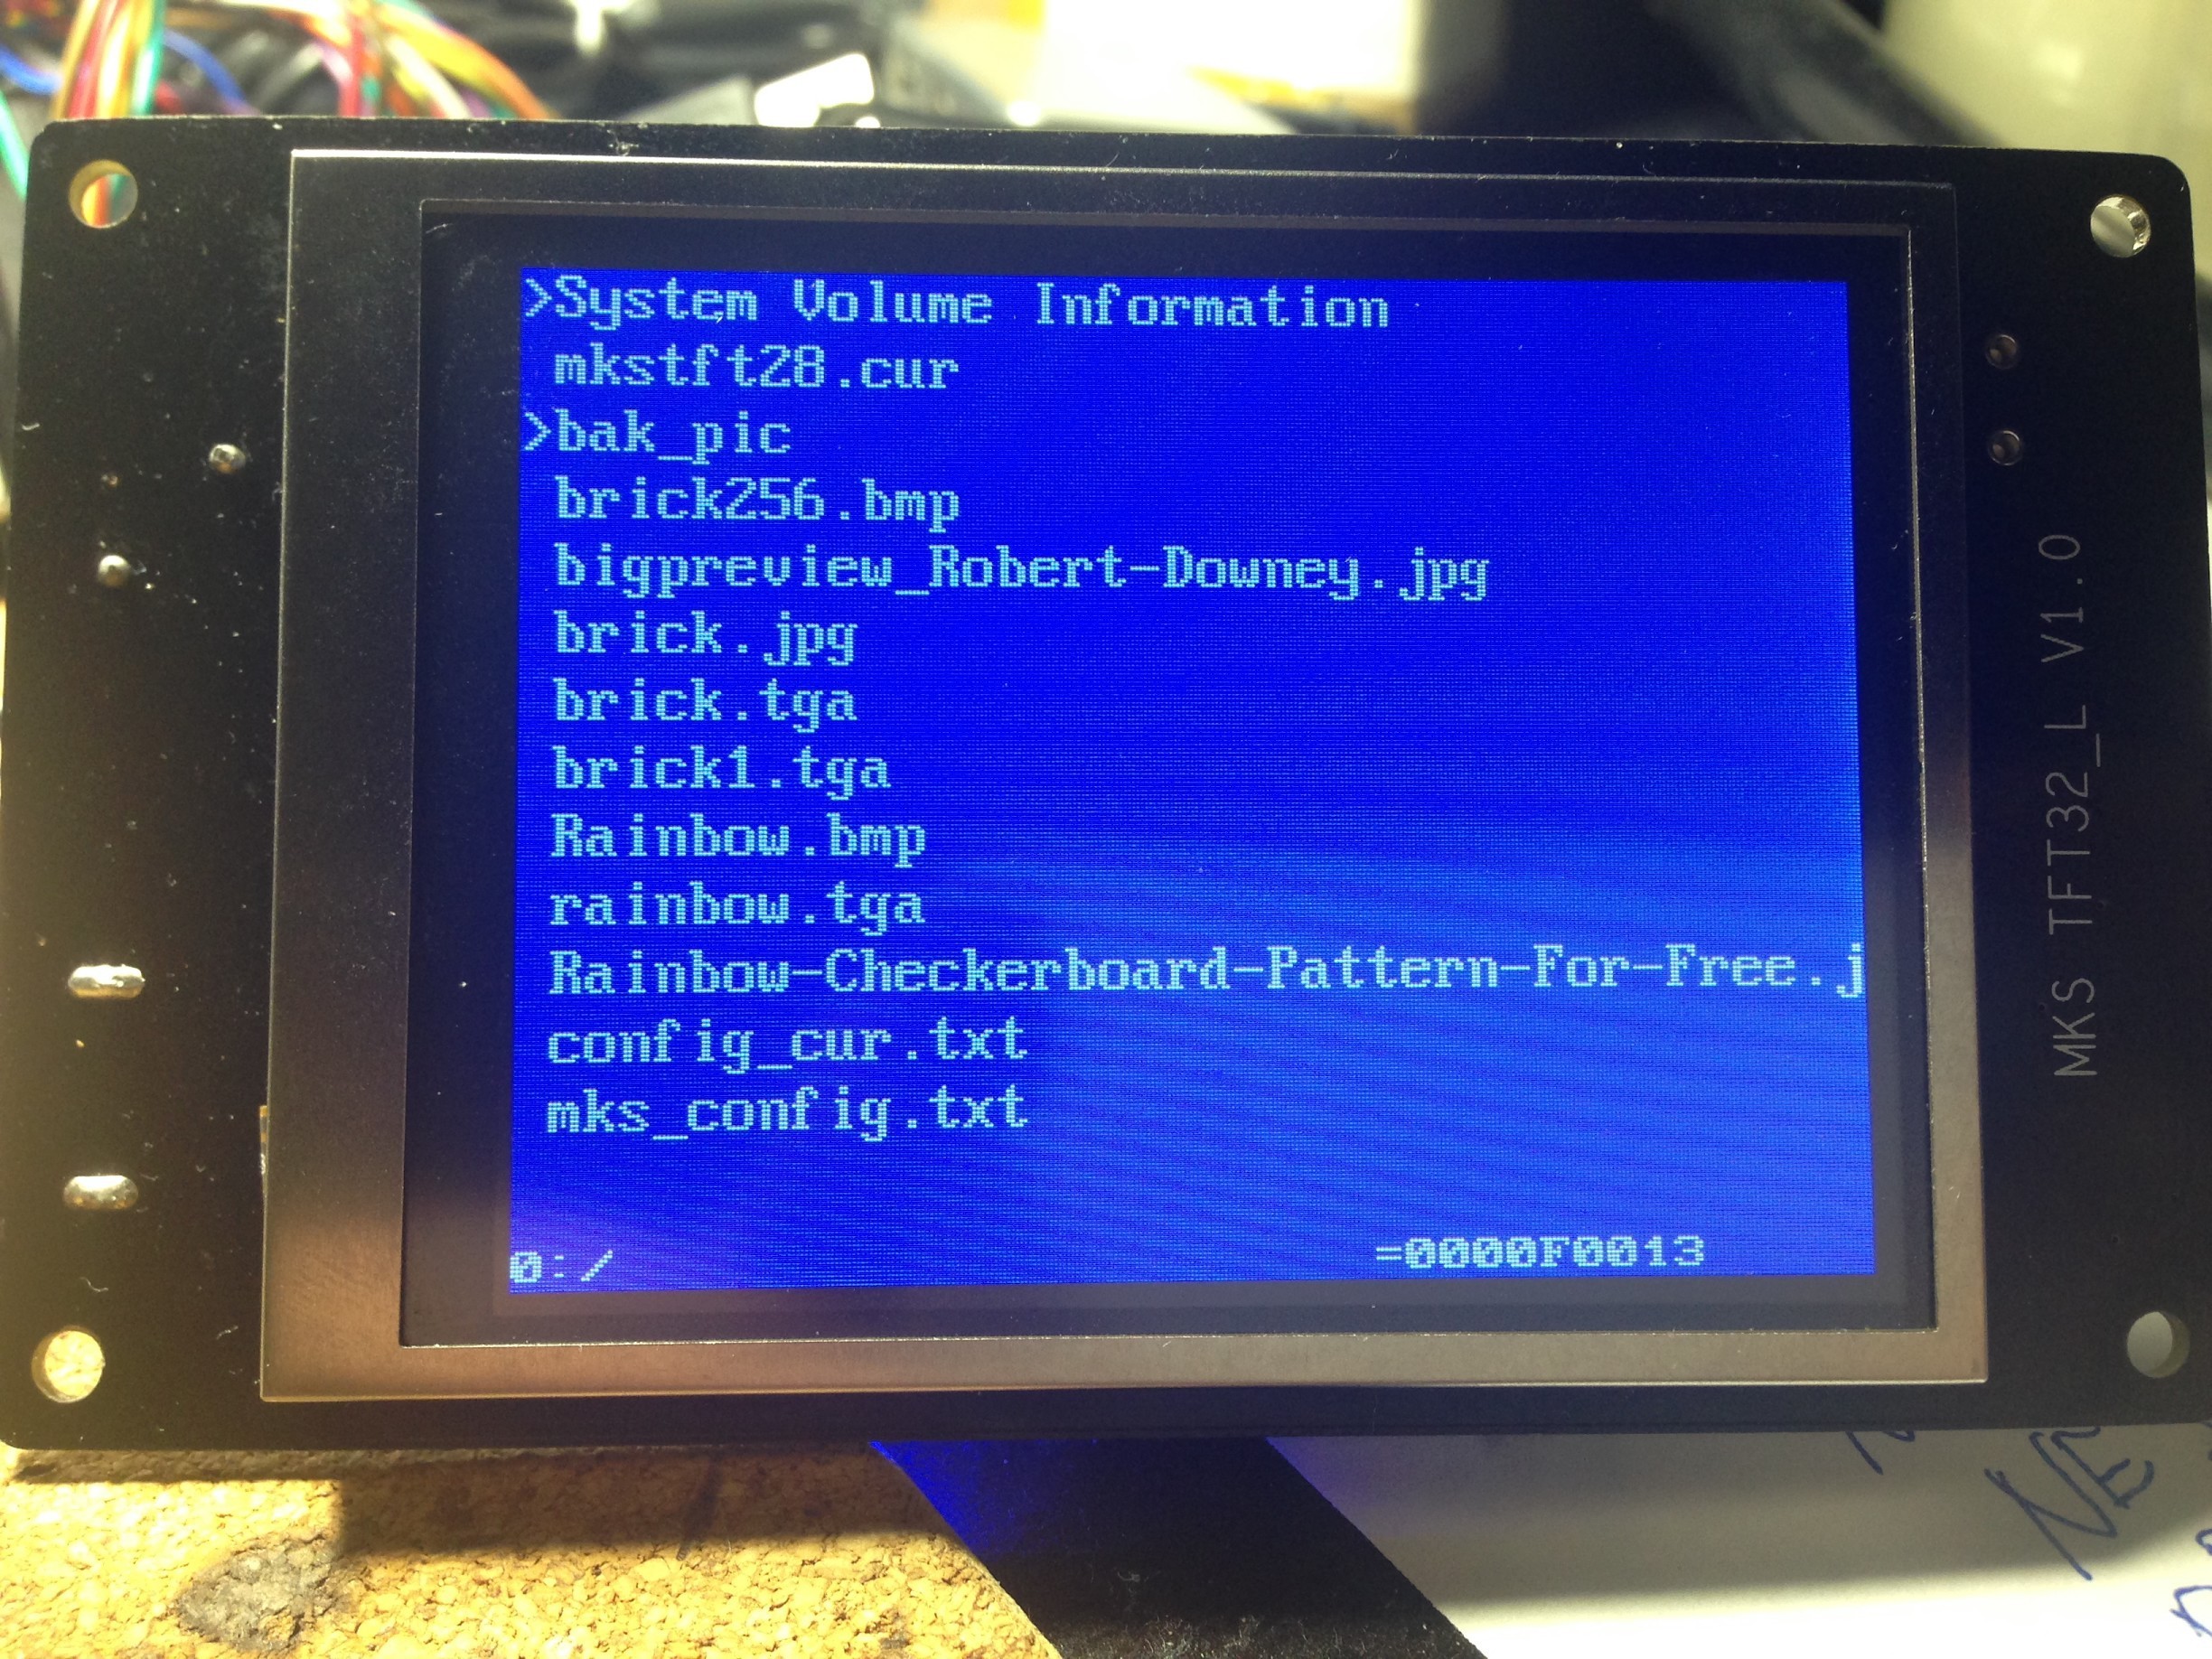 >System Volume Information
mkstft28.cur
>bak_pic
brick256.bmp
bigpreview_Robert-Downey.jpg
brick.jpg
brick.tga
brick1.tga
Rainbow.bmp
rainbow.tga
Rainbow-Checkerboard-Pattern-For-Free.j
config_cur.txt
mks_config.txt
0:/
=0000F0013
MKS TFT32_L V1.0